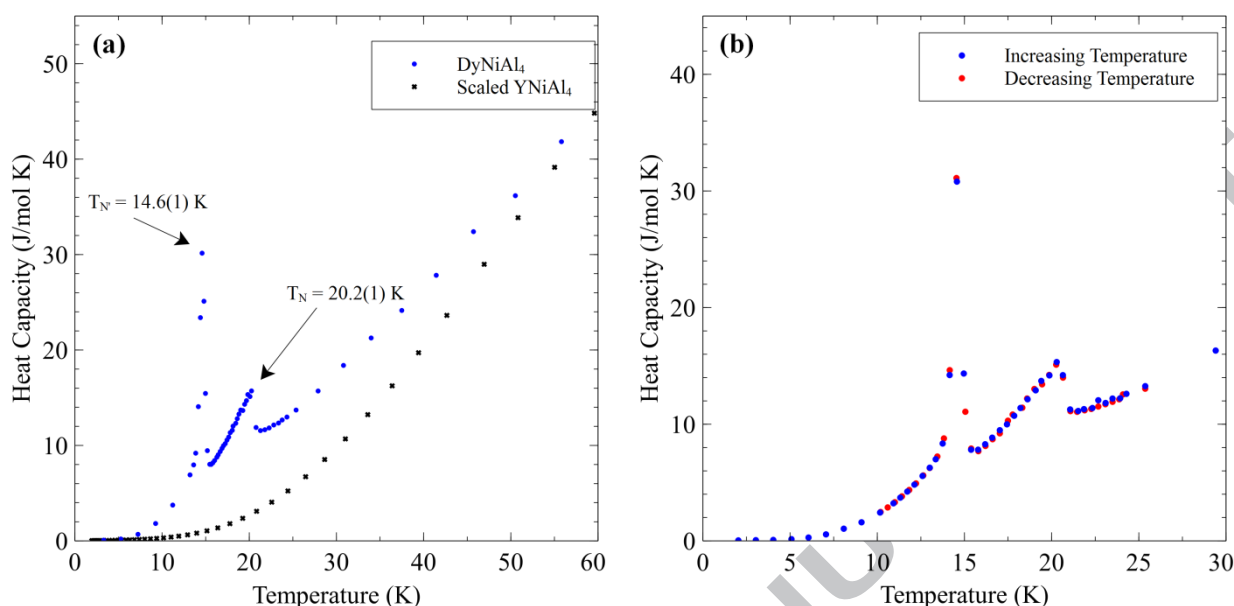 (a)
DyNiAl₄
Scaled YNiAl₄
T_N' = 14.6(1) K
T_N = 20.2(1) K
Heat Capacity (J/mol K)
50
40
30
20
10
0
0 10 20 30 40 50 60
Temperature (K)
(b)
Increasing Temperature
Decreasing Temperature
Heat Capacity (J/mol K)
40
30
20
10
0
0 5 10 15 20 25 30
Temperature (K)